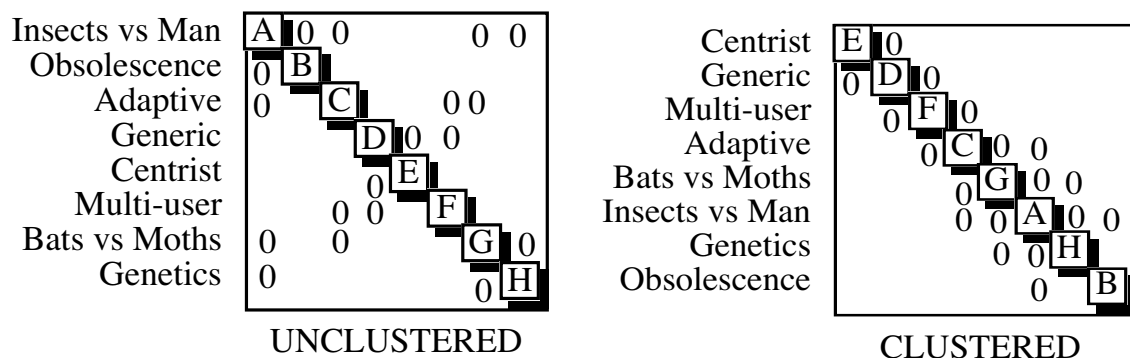 Insects vs Man A 0 0 0 0
Obsolescence 0 B
Adaptive 0 C 0 0
Generic D 0 0
Centrist 0 E
Multi-user 0 0 F
Bats vs Moths 0 0 G 0
Genetics 0 0 H
UNCLUSTERED
Centrist E 0
Generic 0 D 0
Multi-user 0 F 0
Adaptive 0 C 0 0
Bats vs Moths 0 G 0 0
Insects vs Man 0 0 A 0 0
Genetics 0 0 H
Obsolescence 0 B
CLUSTERED